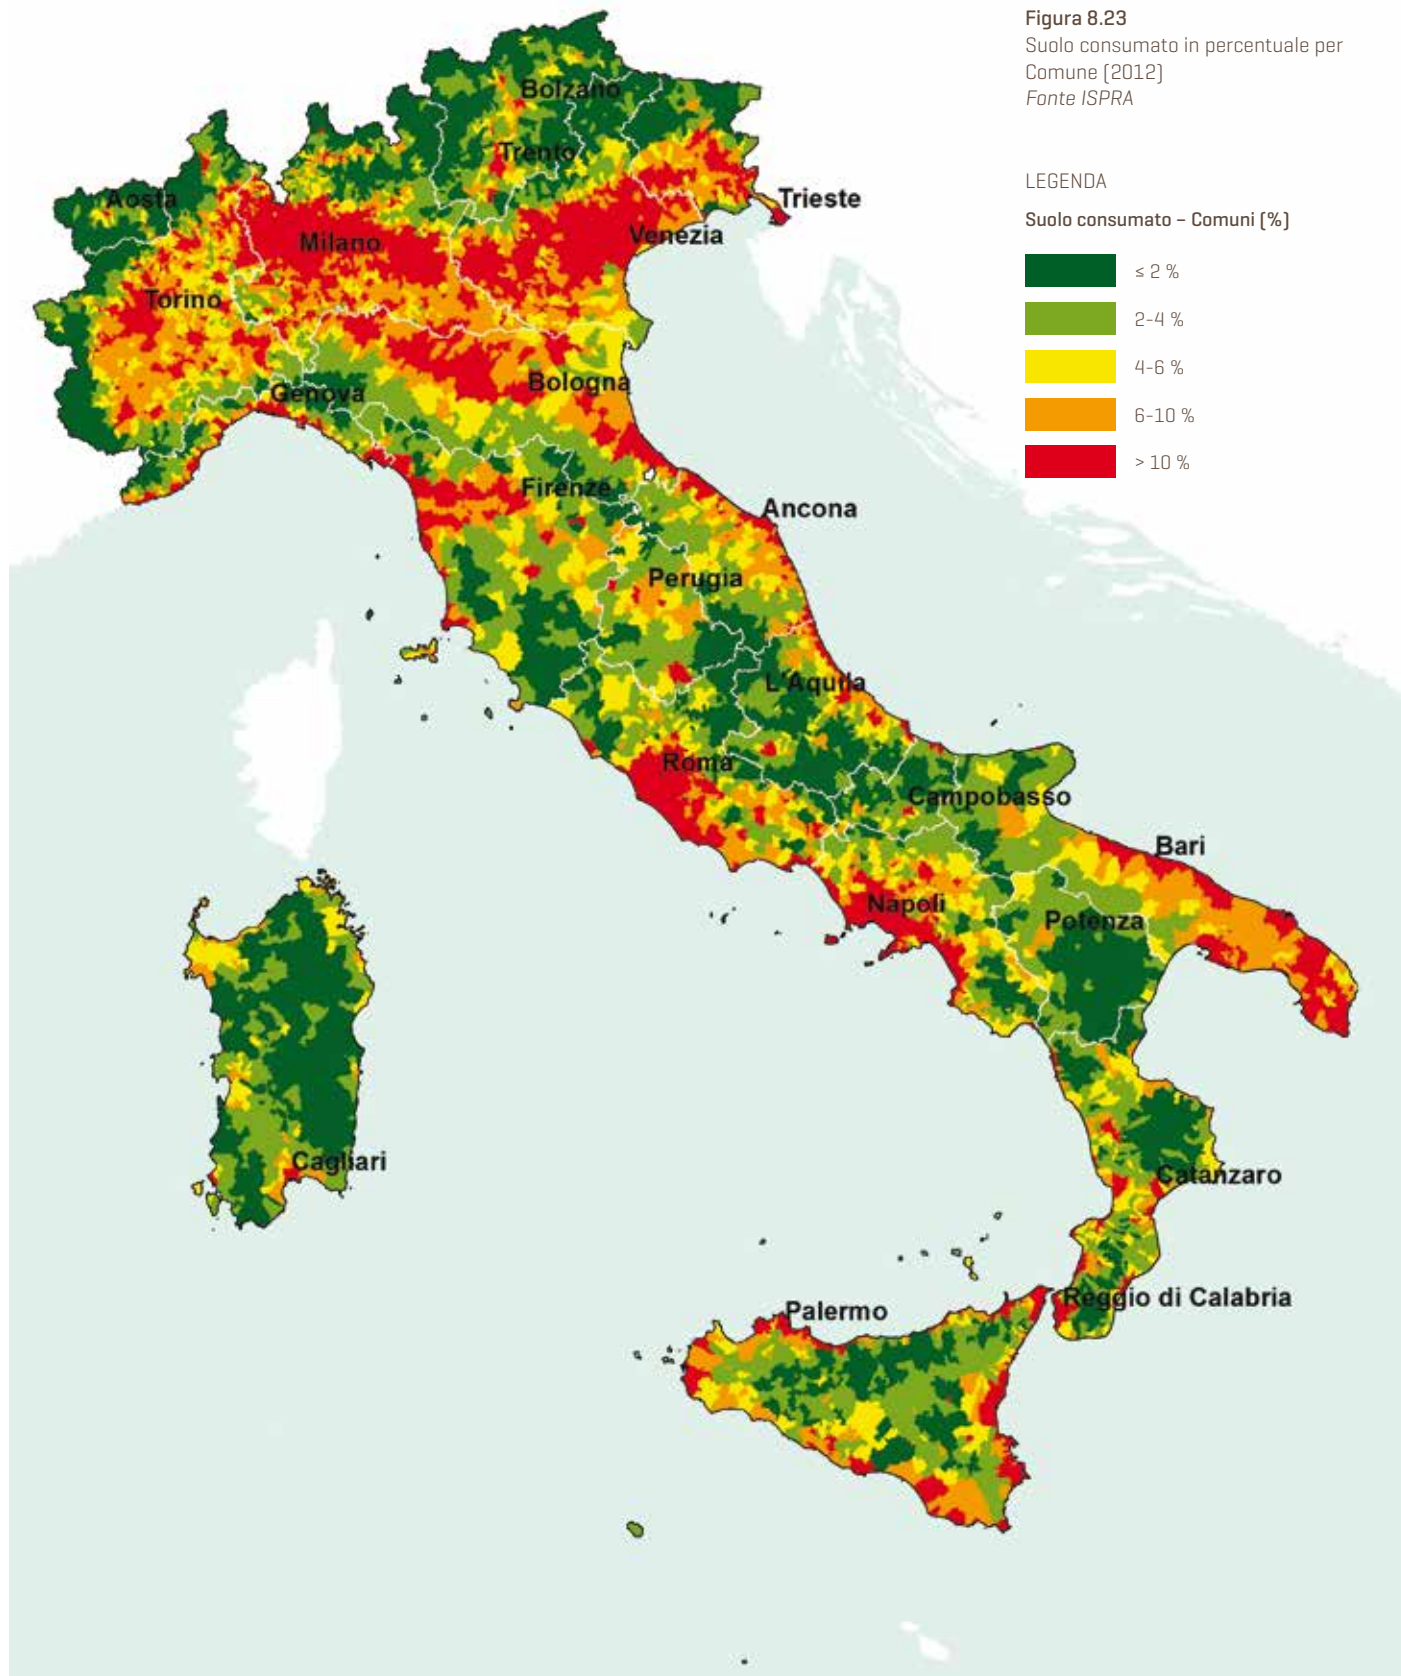 Figura 8.23
Suolo consumato in percentuale per
Comune (2012)
Fonte ISPRA
LEGENDA
Suolo consumato – Comuni (%)
≤ 2 %
2-4 %
4-6 %
6-10 %
> 10 %
Bolzano
Trento
Aosta
Trieste
Milano
Venezia
Torino
Bologna
Genova
Firenze
Ancona
Perugia
L'Aquila
Roma
Campobasso
Bari
Napoli
Potenza
Cagliari
Catanzaro
Reggio di Calabria
Palermo